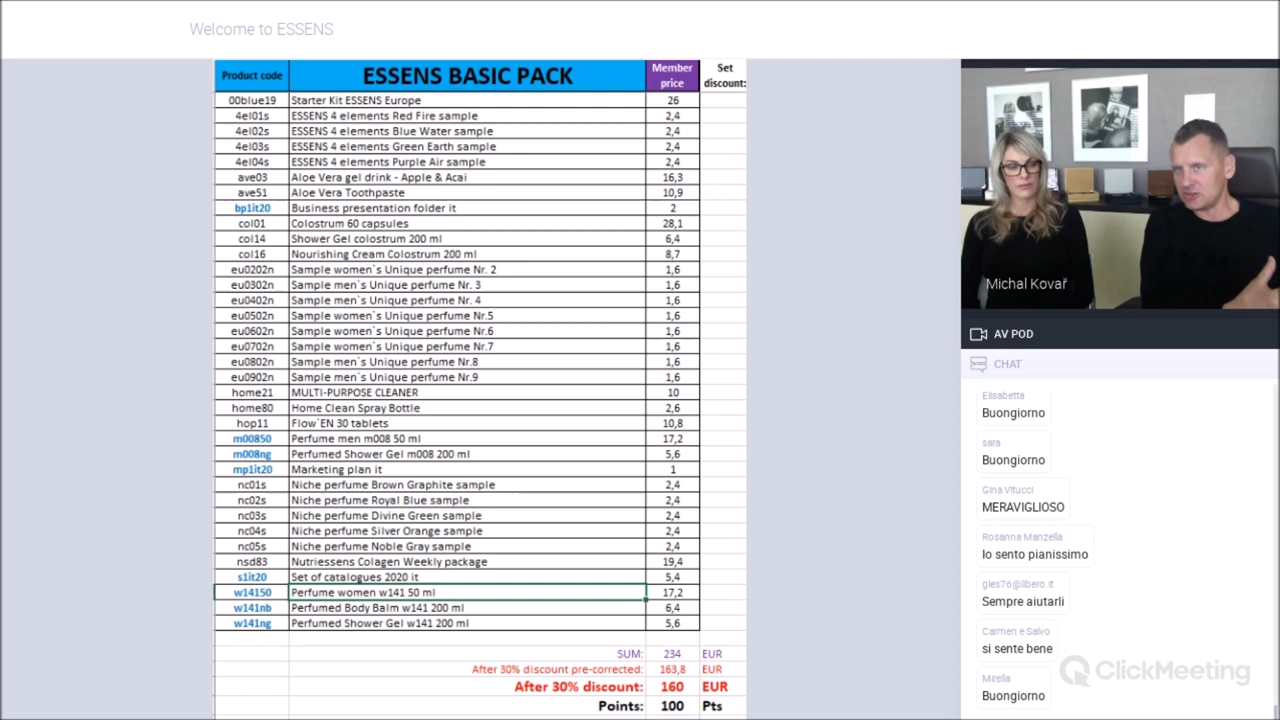 Welcome to ESSENS
Product code ESSENS BASIC PACK Member price Set discount:
00blue19 Starter Kit ESSENS Europe 26
4el01s ESSENS 4 elements Red Fire sample 2,4
4el02s ESSENS 4 elements Blue Water sample 2,4
4el03s ESSENS 4 elements Green Earth sample 2,4
4el04s ESSENS 4 elements Purple Air sample 2,4
ave03 Aloe Vera gel drink - Apple & Acai 16,3
ave51 Aloe Vera Toothpaste 10,9
bp1it20 Business presentation folder it 2
col01 Colostrum 60 capsules 28,1
col14 Shower Gel colostrum 200 ml 6,4
col16 Nourishing Cream Colostrum 200 ml 8,7
eu0202n Sample women`s Unique perfume Nr. 2 1,6
eu0302n Sample men`s Unique perfume Nr. 3 1,6
eu0402n Sample men`s Unique perfume Nr. 4 1,6
eu0502n Sample women`s Unique perfume Nr.5 1,6
eu0602n Sample women`s Unique perfume Nr.6 1,6
eu0702n Sample women`s Unique perfume Nr.7 1,6
eu0802n Sample men`s Unique perfume Nr.8 1,6
eu0902n Sample men`s Unique perfume Nr.9 1,6
home21 MULTI-PURPOSE CLEANER 10
home80 Home Clean Spray Bottle 2,6
hop11 Flow`EN 30 tablets 10,8
m00850 Perfume men m008 50 ml 17,2
m008ng Perfumed Shower Gel m008 200 ml 5,6
mp1it20 Marketing plan it 1
nc01s Niche perfume Brown Graphite sample 2,4
nc02s Niche perfume Royal Blue sample 2,4
nc03s Niche perfume Divine Green sample 2,4
nc04s Niche perfume Silver Orange sample 2,4
nc05s Niche perfume Noble Gray sample 2,4
nsd83 Nutriessens Colagen Weekly package 19,4
s1it20 Set of catalogues 2020 it 5,4
w14150 Perfume women w141 50 ml 17,2
w141nb Perfumed Body Balm w141 200 ml 6,4
w141ng Perfumed Shower Gel w141 200 ml 5,6
SUM: 234 EUR
After 30% discount pre-corrected: 163,8 EUR
After 30% discount: 160 EUR
Points: 100 Pts
Michal Kovař
AV POD
CHAT
Elisabetta
Buongiorno
sara
Buongiorno
Gina Vitucci
MERAVIGLIOSO
Rosanna Manzella
Io sento pianissimo
gles76@libero.it
Sempre aiutarli
Carmen e Salvo
si sente bene
Mirella
Buongiorno
ClickMeeting